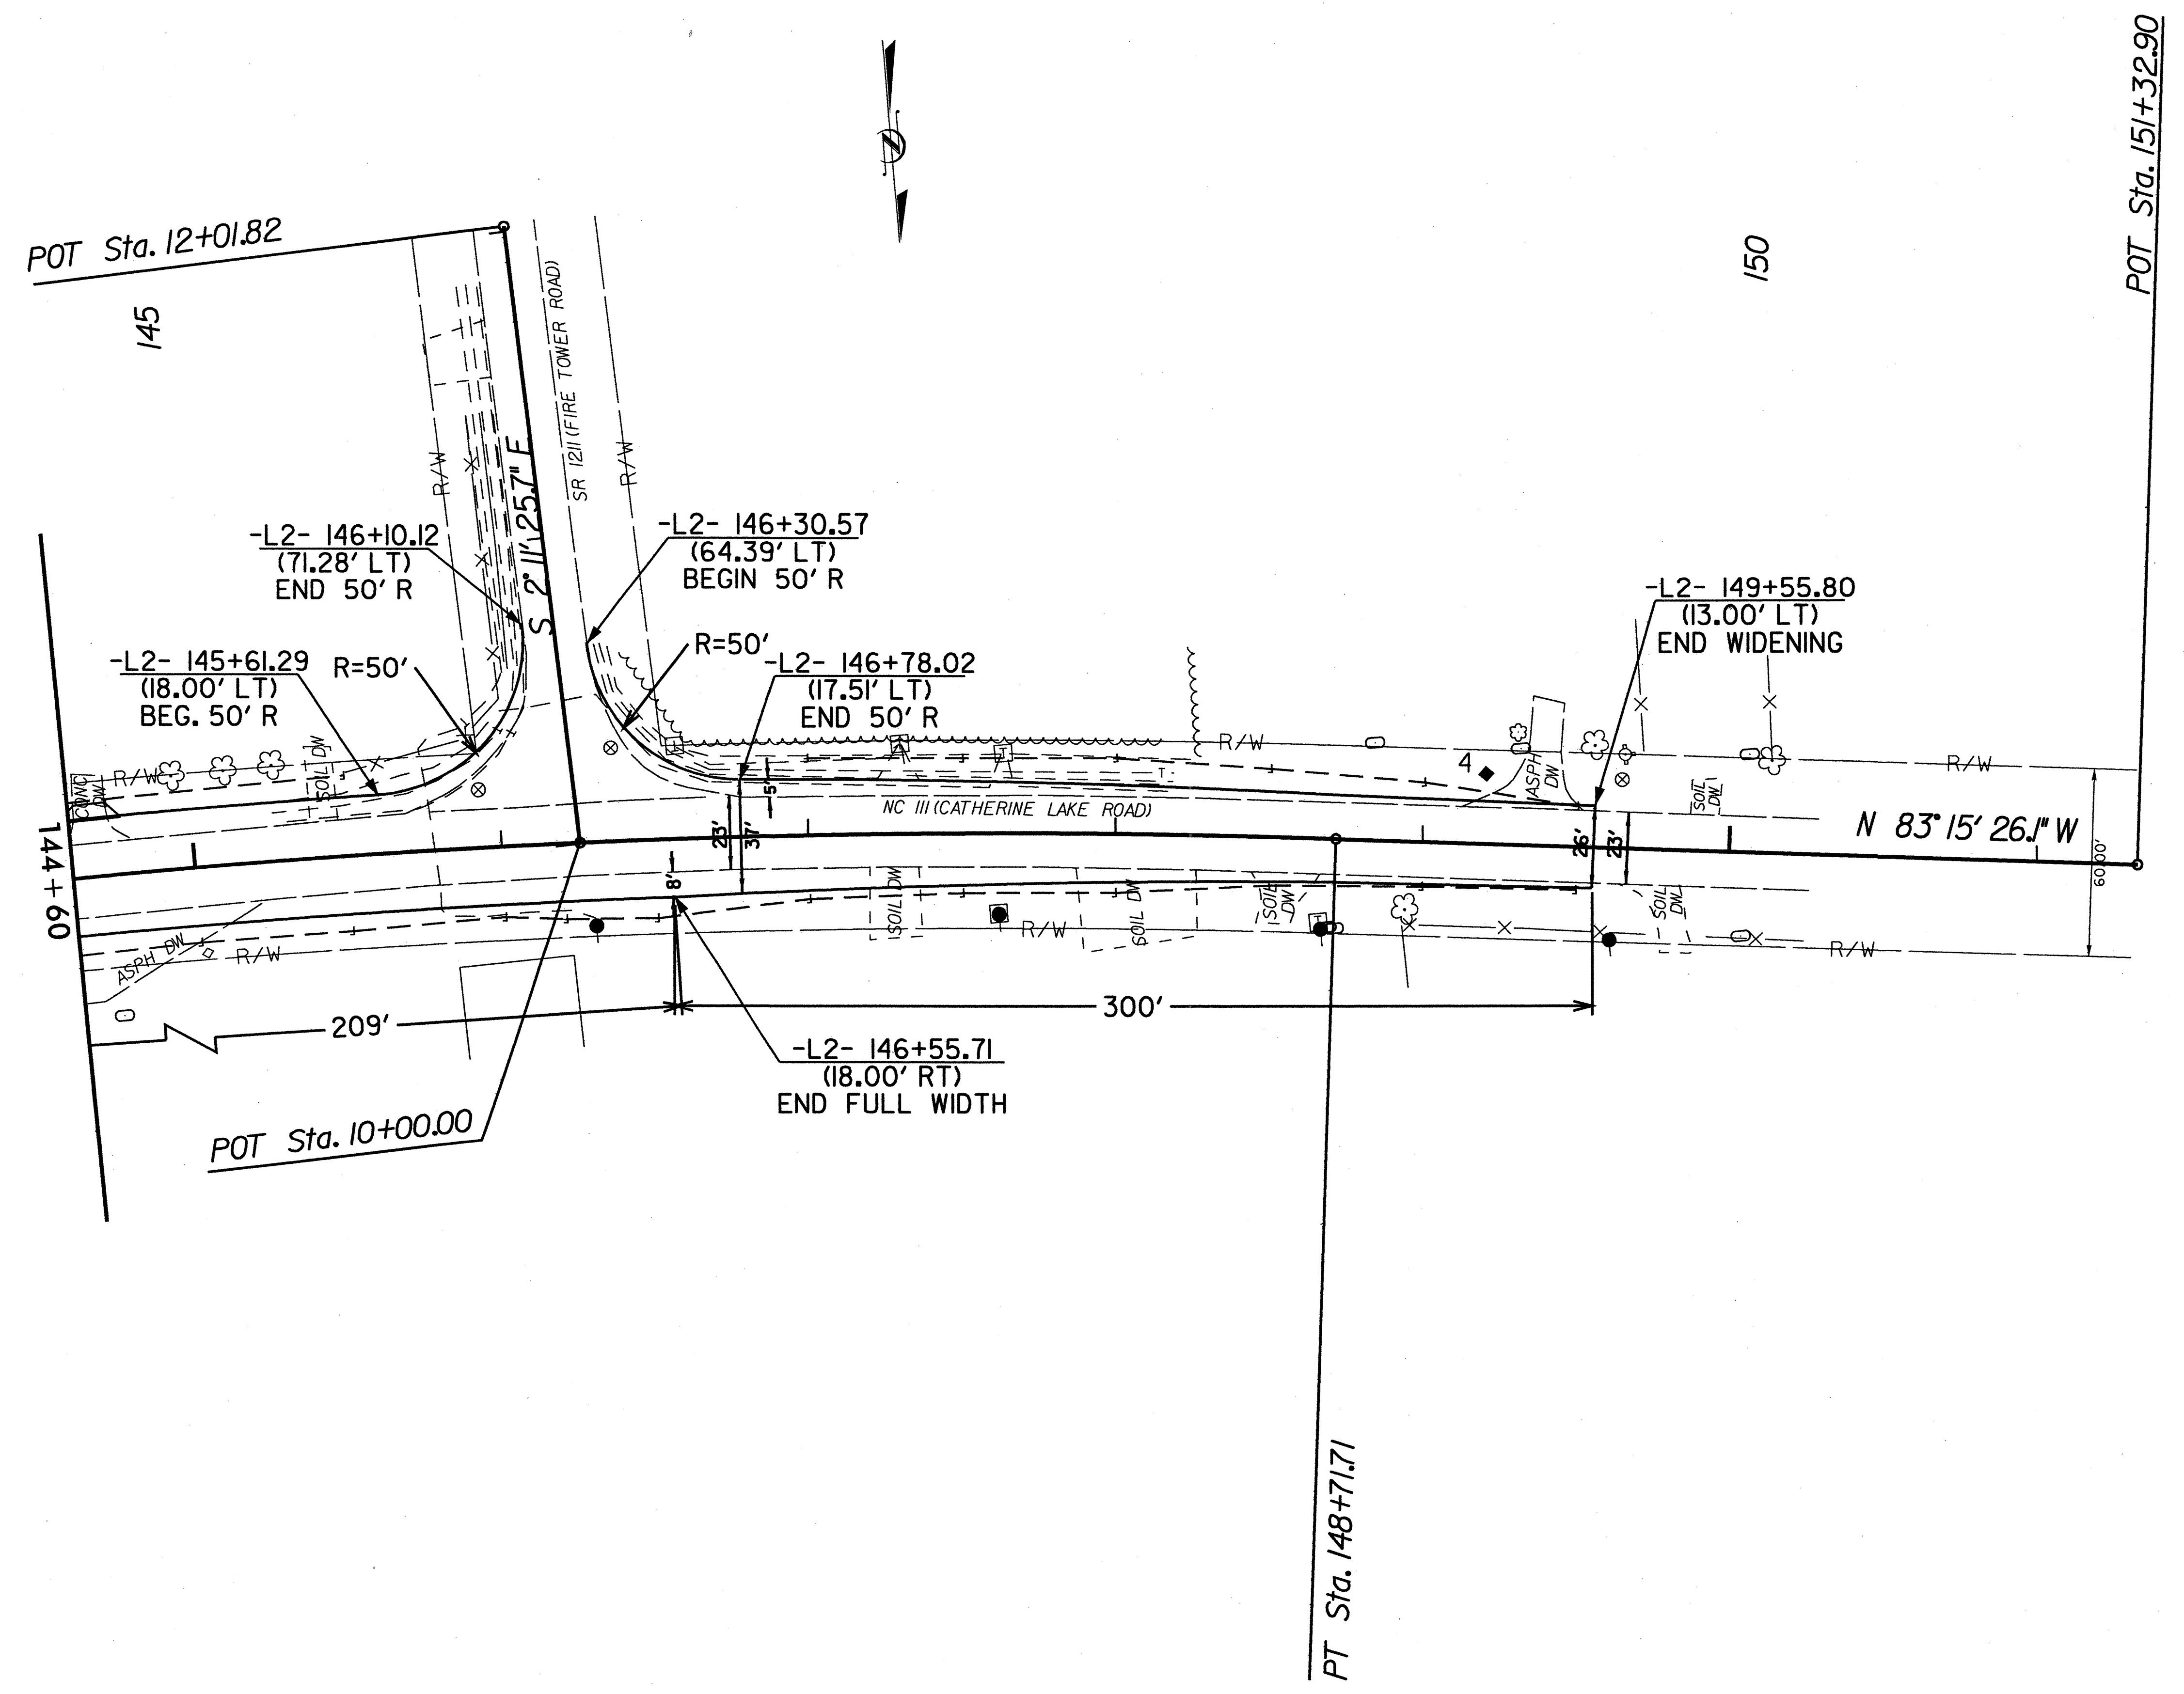 POT Sta. 151+32.90
POT Sta. 12+01.82
145
150
SR 1211 (FIRE TOWER ROAD)
R/W
R/W
S 2° 11' 25.7" E
-L2- 146+10.12
(71.28' LT)
END 50' R
-L2- 146+30.57
(64.39' LT)
BEGIN 50' R
-L2- 149+55.80
(13.00' LT)
END WIDENING
-L2- 145+61.29
(18.00' LT)
BEG. 50' R
R=50'
R=50'
-L2- 146+78.02
(17.51' LT)
END 50' R
CONC
DW
R/W
SOIL DW
R/W
4
ASPH
DW
SOIL
DW
R/W
5'
NC 111 (CATHERINE LAKE ROAD)
23'
37'
26'
23'
N 83° 15' 26.1" W
60.00'
144+60
8'
SOIL DW
SOIL DW
SOIL
DW
SOIL
DW
ASPH DW
R/W
R/W
R/W
209'
300'
-L2- 146+55.71
(18.00' RT)
END FULL WIDTH
POT Sta. 10+00.00
PT Sta. 148+71.71